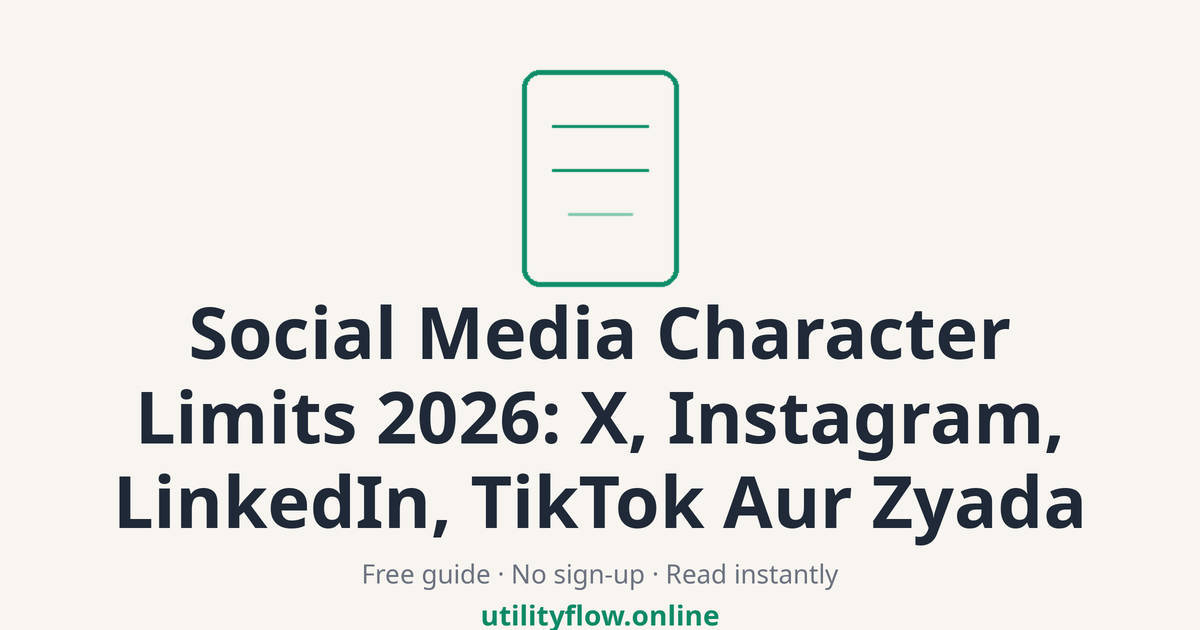 Social Media Character
Limits 2026: X, Instagram,
LinkedIn, TikTok Aur Zyada
Free guide · No sign-up · Read instantly
utilityflow.online